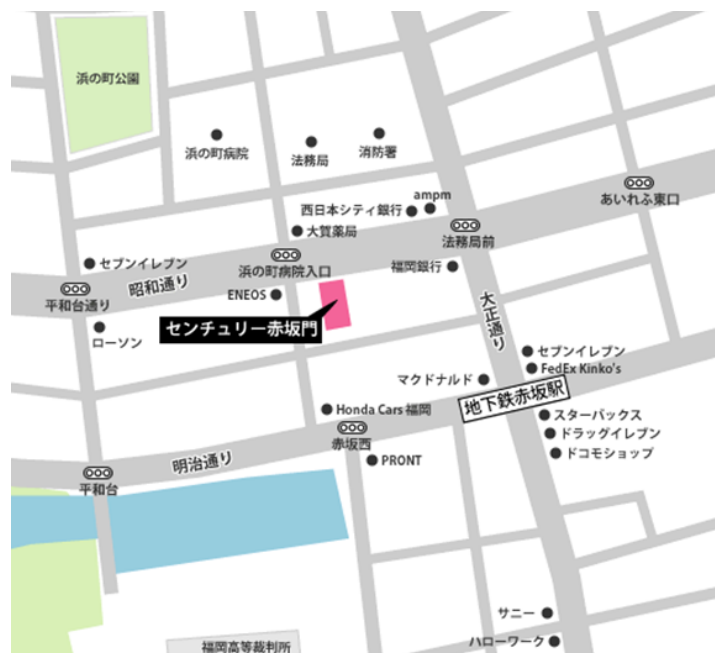 浜の町公園
浜の町病院
法務局
消防署
ampm
西日本シティ銀行
あいれふ東口
大賀薬局
法務局前
セブンイレブン
浜の町病院入口
福岡銀行
昭和通り
平和台通り
ENEOS
大正通り
センチュリー赤坂門
ローソン
セブンイレブン
FedEx Kinko's
マクドナルド
地下鉄赤坂駅
Honda Cars 福岡
スターバックス
ドラッグイレブン
赤坂西
ドコモショップ
明治通り
PRONT
平和台
サニー
ハローワーク
福岡高等裁判所